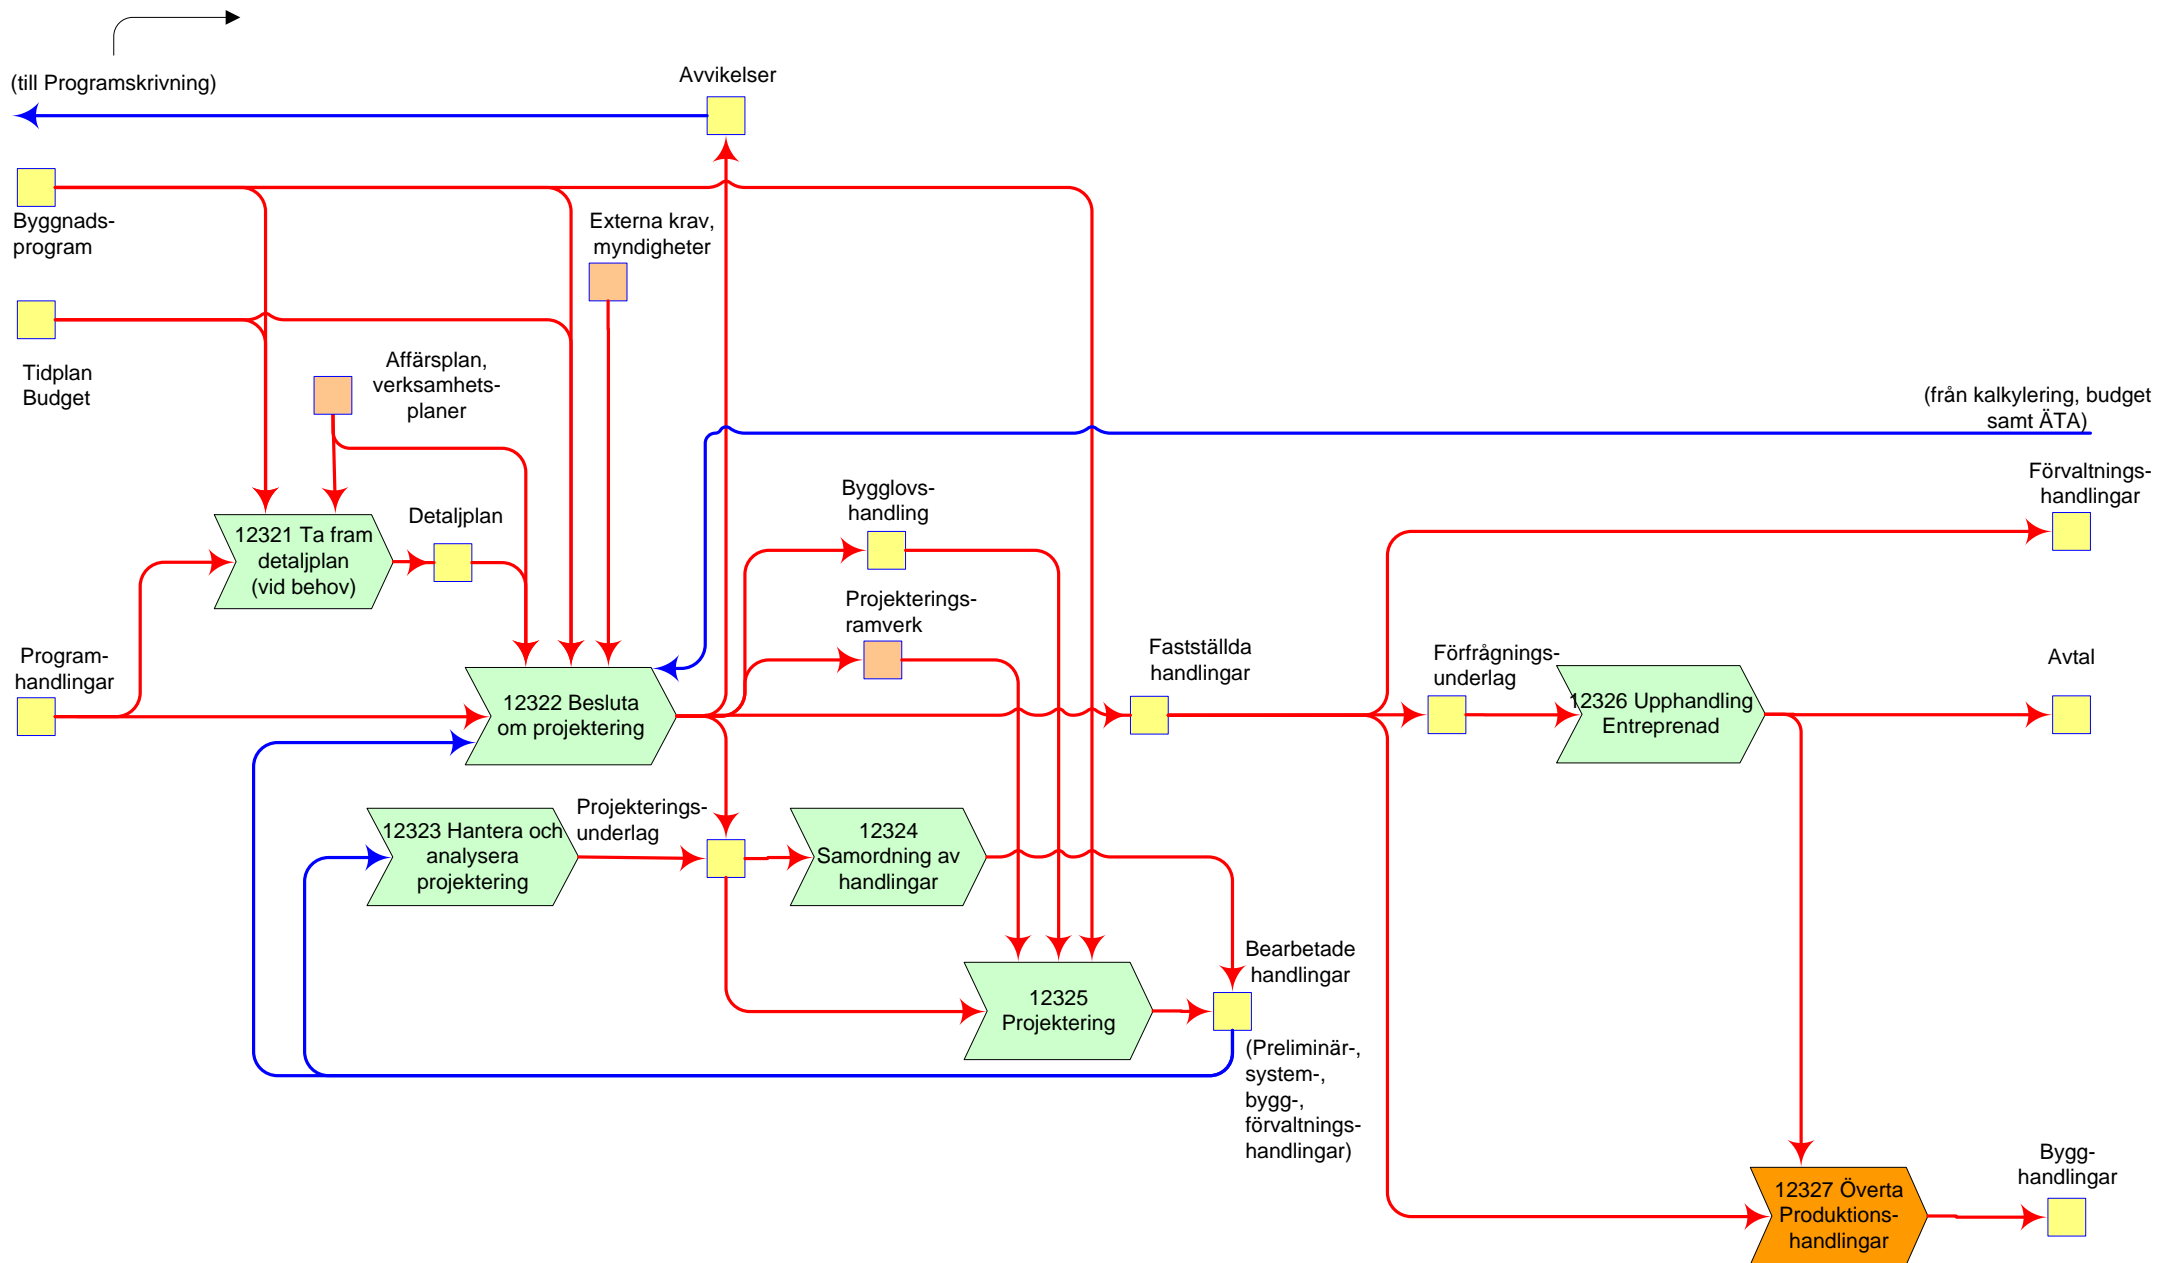 (till Programskrivning)
Avvikelser
Byggnads-
program
Externa krav,
myndigheter
Tidplan
Budget
Affärsplan,
verksamhets-
planer
(från kalkylering, budget
samt ÄTA)
Förvaltnings-
handlingar
Bygglovs-
handling
Detaljplan
12321 Ta fram
detaljplan
(vid behov)
Projekterings-
ramverk
Program-
handlingar
Fastställda
handlingar
Förfrågnings-
underlag
Avtal
12322 Besluta
om projektering
12326 Upphandling
Entreprenad
Projekterings-
underlag
12323 Hantera och
analysera
projektering
12324
Samordning av
handlingar
Bearbetade
handlingar
12325
Projektering
(Preliminär-,
system-,
bygg-,
förvaltnings-
handlingar)
Bygg-
handlingar
12327 Överta
Produktions-
handlingar